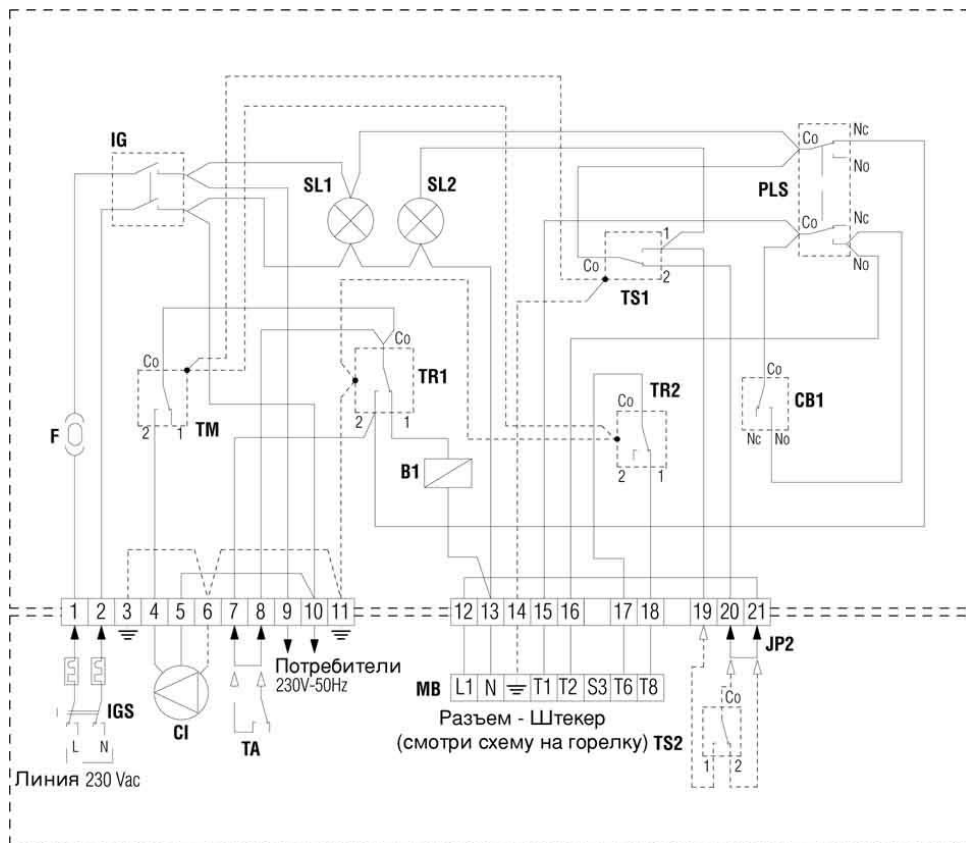 IG
SL1
SL2
Co
Nc
No
PLS
Co
Nc
No
1
Co
2
TS1
Co
2
1
TM
Co
TR1
2
1
Co
TR2
2
1
Co
CB1
Nc
No
F
B1
1 2 3 4 5 6 7 8 9 10 11
12 13 14 15 16 17 18 19 20 21
JP2
Потребители
230V-50Hz
MB L1 N T1 T2 S3 T6 T8
Разъем - Штекер
(смотри схему на горелку)
IGS
L N
CI
TA
TS2
Co
1 2
Линия 230 Vac